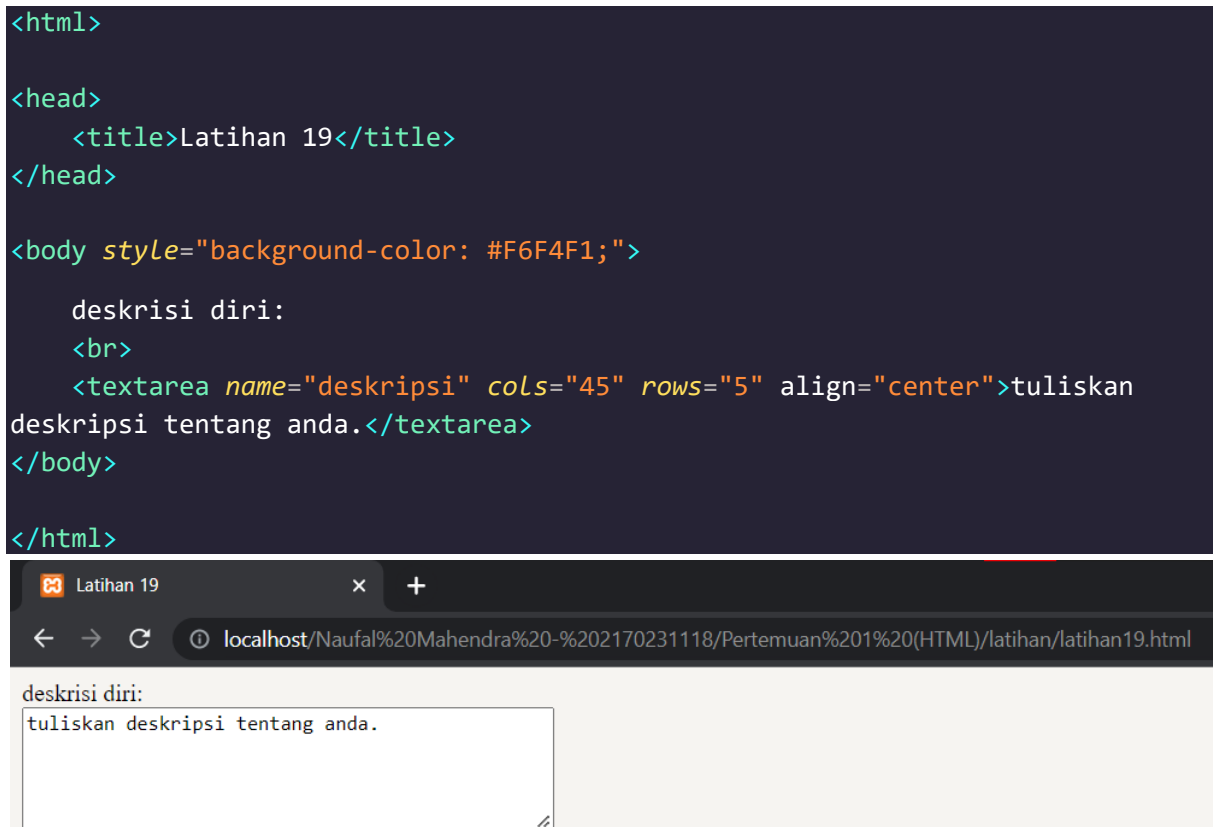 <html>
<head>
<title>Latihan 19</title>
</head>
<body style="background-color: #F6F4F1;">
deskrisi diri:
<br>
<textarea name="deskripsi" cols="45" rows="5" align="center">tuliskan
deskripsi tentang anda.</textarea>
</body>
</html>
Latihan 19
localhost/Naufal%20Mahendra%20-%202170231118/Pertemuan%201%20(HTML)/latihan/latihan19.html
deskrisi diri:
tuliskan deskripsi tentang anda.